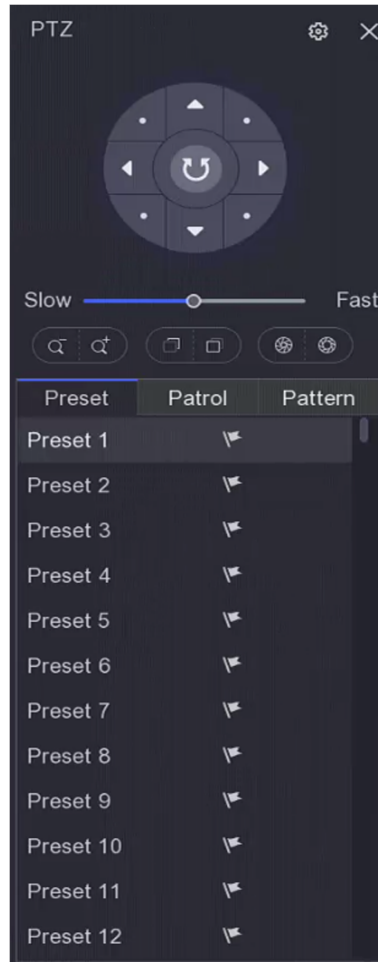 PTZ
Slow Fast
Preset Patrol Pattern
Preset 1
Preset 2
Preset 3
Preset 4
Preset 5
Preset 6
Preset 7
Preset 8
Preset 9
Preset 10
Preset 11
Preset 12